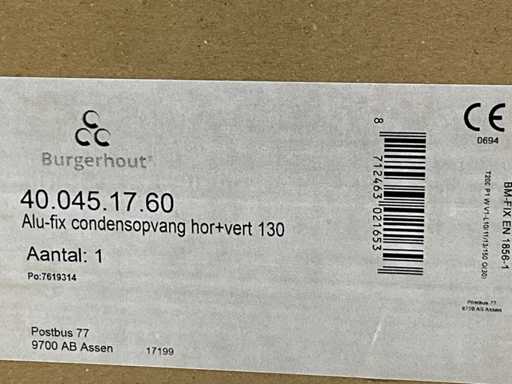 Burgerhout
40.045.17.60
Alu-fix condensopvang hor+vert 130
Aantal: 1
Po:7619314
Postbus 77
9700 AB Assen
17199
8 712463 021653
CE
0694
BM-FIX EN 1856-1
Postbus 77
9700 AB Assen